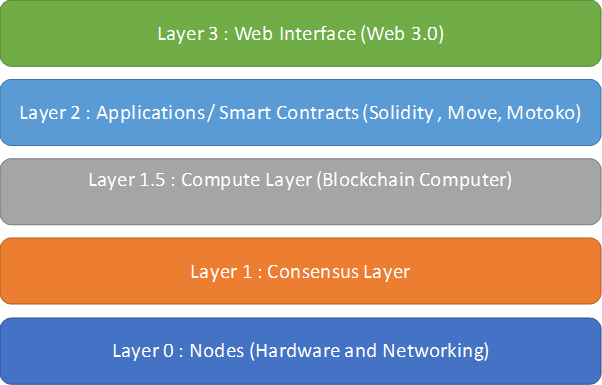 Layer 3 : Web Interface (Web 3.0)
Layer 2 : Applications/ Smart Contracts (Solidity , Move, Motoko)
Layer 1.5 : Compute Layer (Blockchain Computer)
Layer 1 : Consensus Layer
Layer 0 : Nodes (Hardware and Networking)